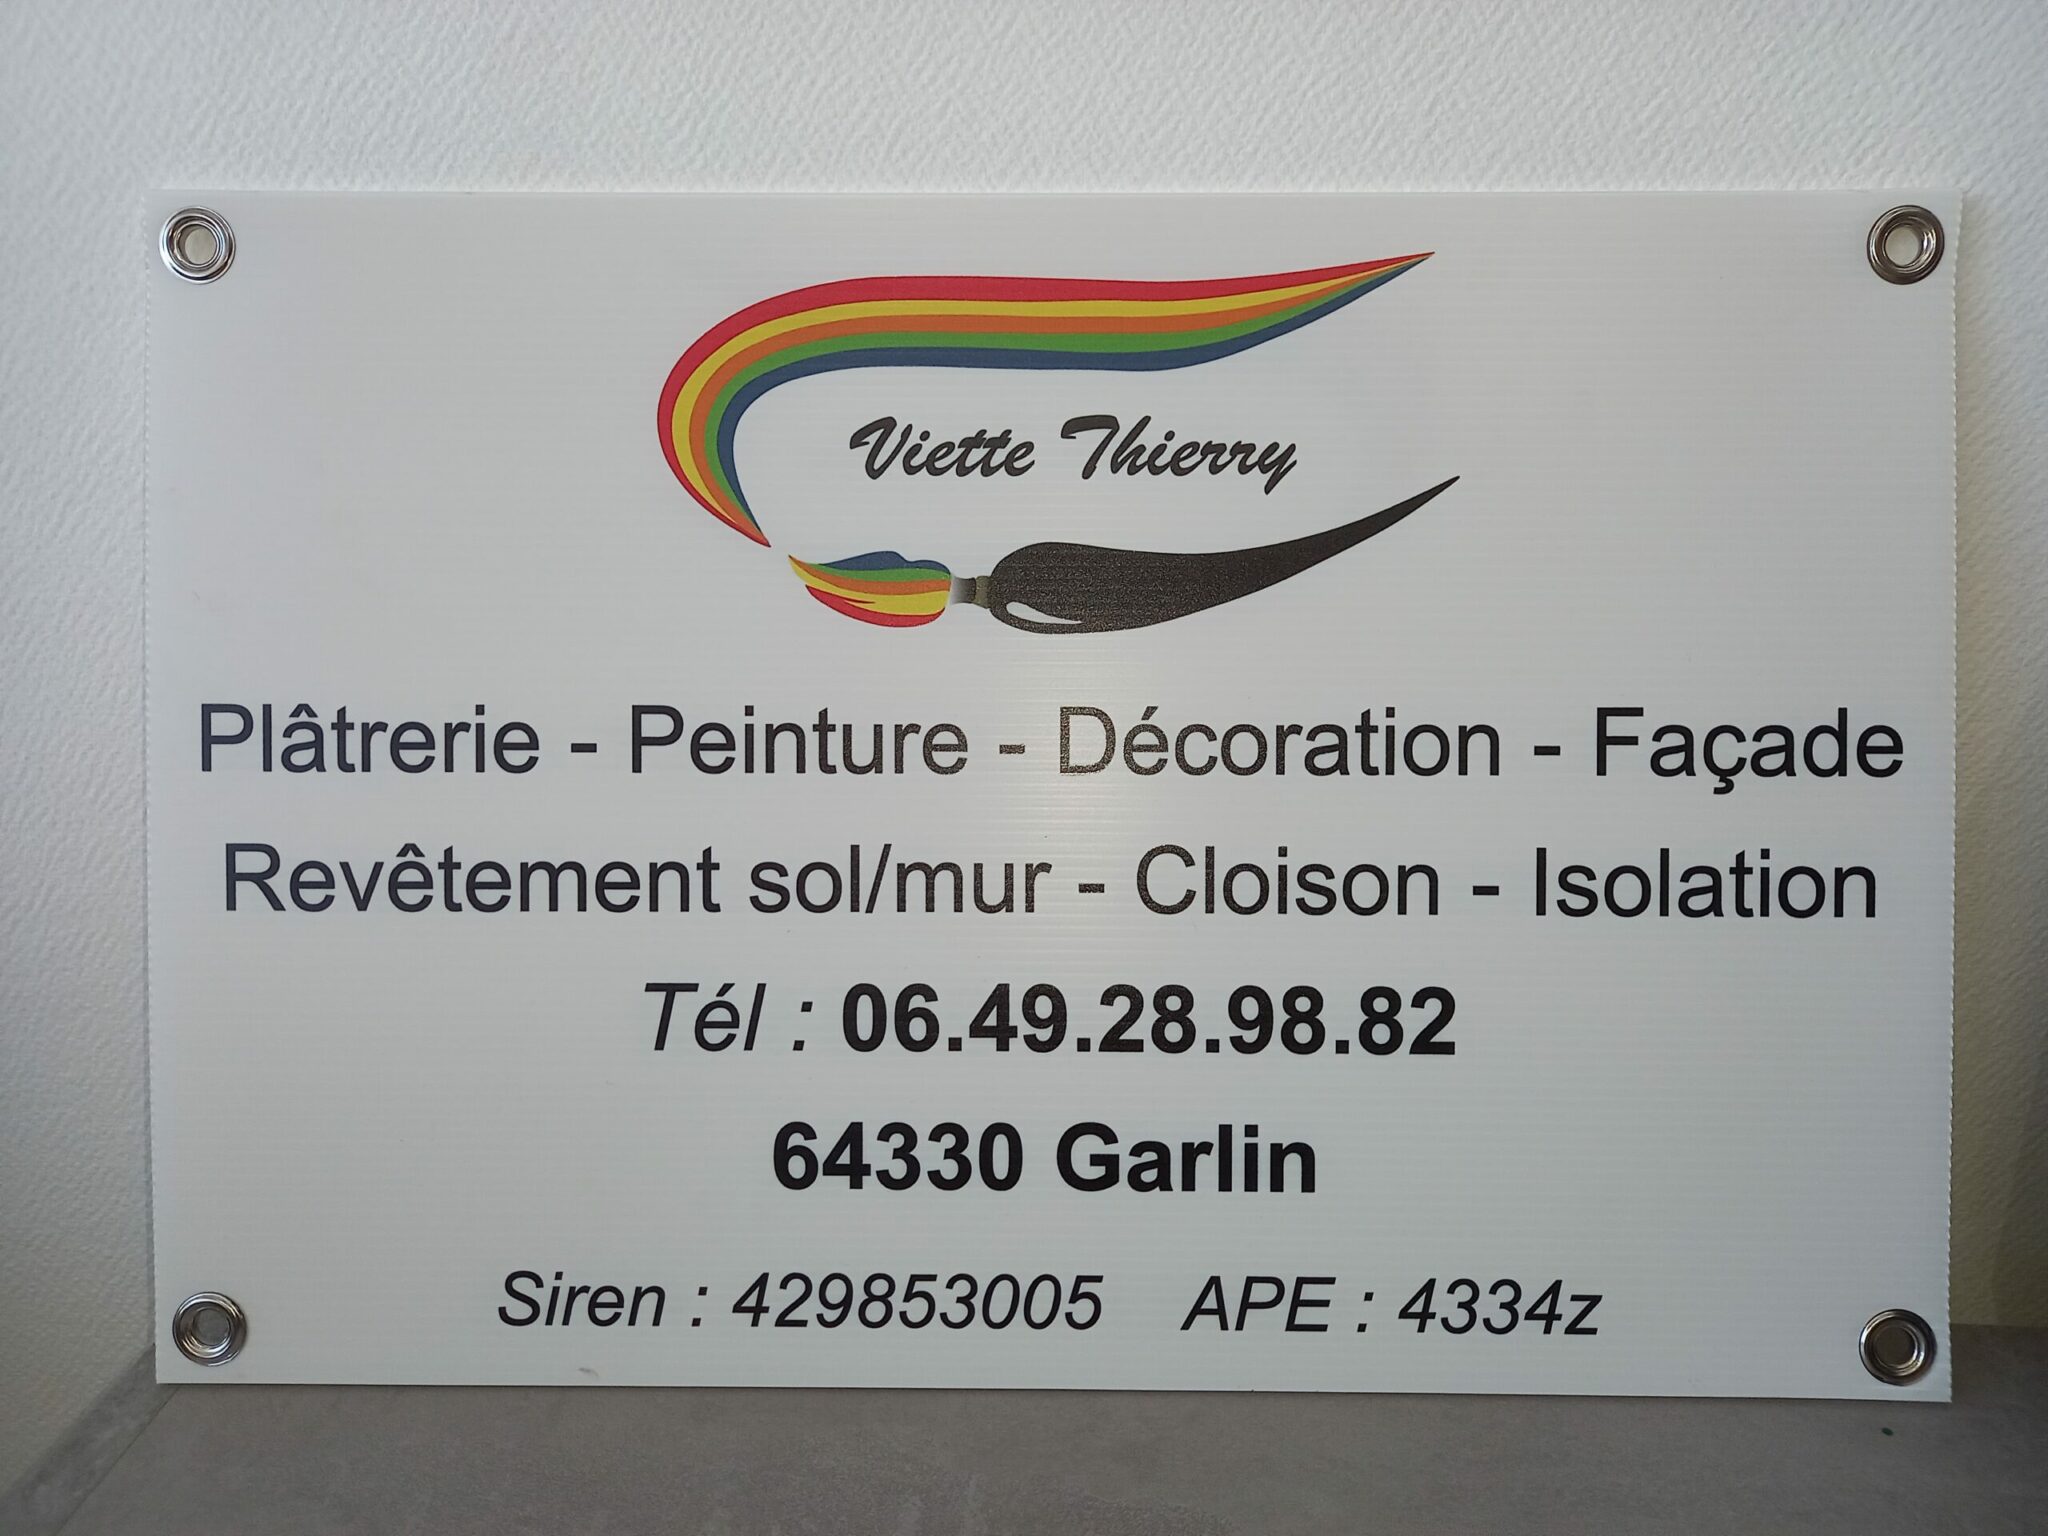 Viette Thierry
Plâtrerie - Peinture - Décoration - Façade
Revêtement sol/mur - Cloison - Isolation
Tél : 06.49.28.98.82
64330 Garlin
Siren : 429853005 APE : 4334z